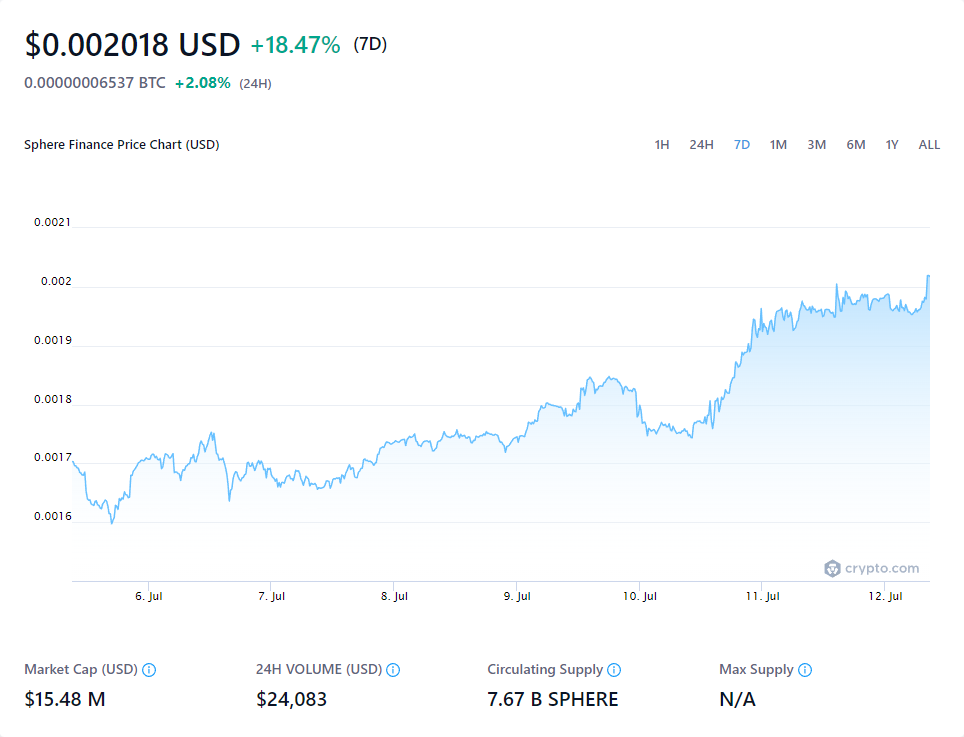 $0.002018 USD +18.47% (7D)
0.00000006537 BTC +2.08% (24H)
Sphere Finance Price Chart (USD) 1H 24H 7D 1M 3M 6M 1Y ALL
0.0021
0.002
0.0019
0.0018
0.0017
0.0016
crypto.com
6. Jul 7. Jul 8. Jul 9. Jul 10. Jul 11. Jul 12. Jul
Market Cap (USD) 24H VOLUME (USD) Circulating Supply Max Supply
$15.48 M $24,083 7.67 B SPHERE N/A